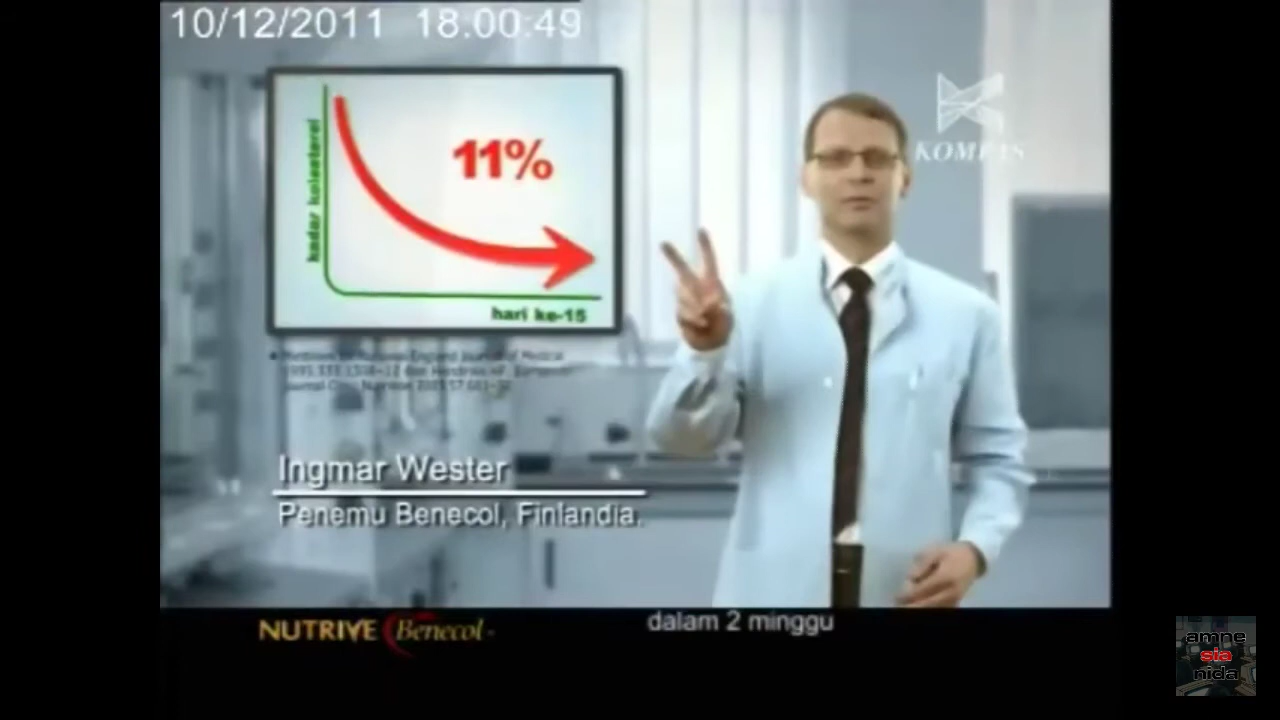 10/12/2011 18:00:49
KOMPAS
11%
kadar kolesterol
hari ke-15
Ingmar Wester
Penemu Benecol, Finlandia.
NUTRIVE Benecol
dalam 2 minggu
amne
sia
nida